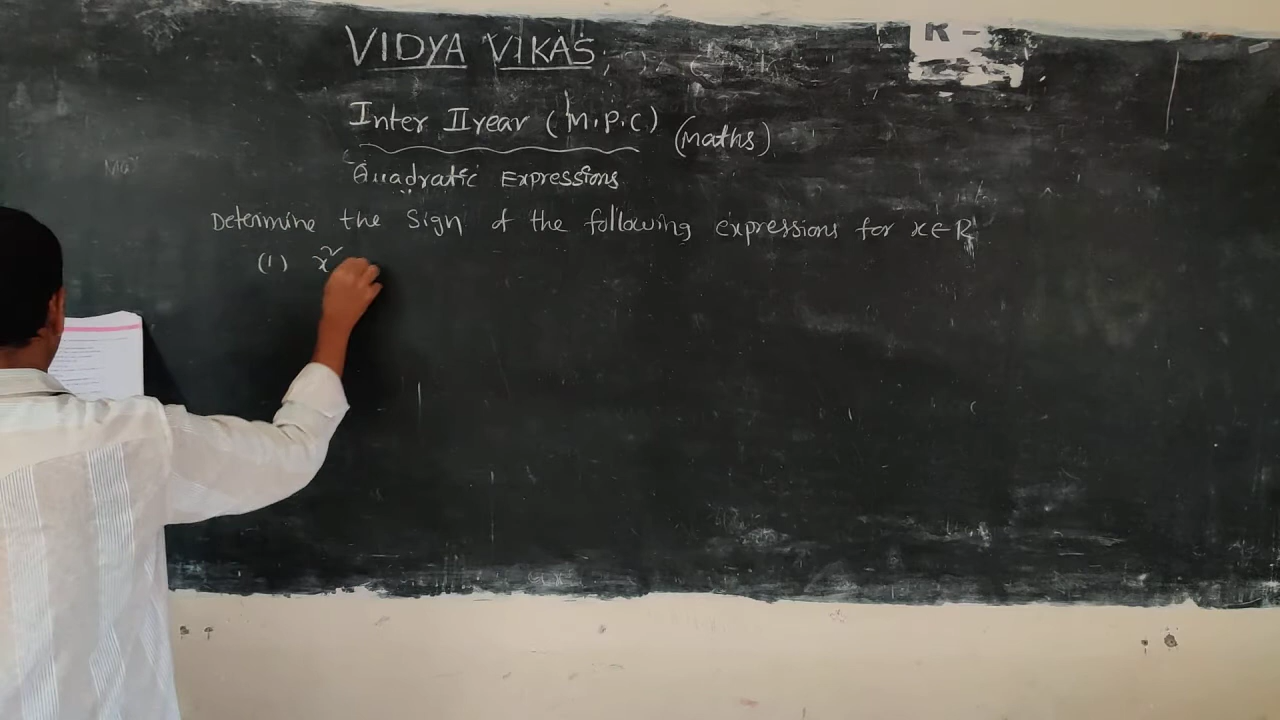 R -
VIDYA VIKAS
Inter II year (M.P.C) (Maths)
Quadratic Expressions
Determine the Sign of the following expressions for x∈R
(1) x²